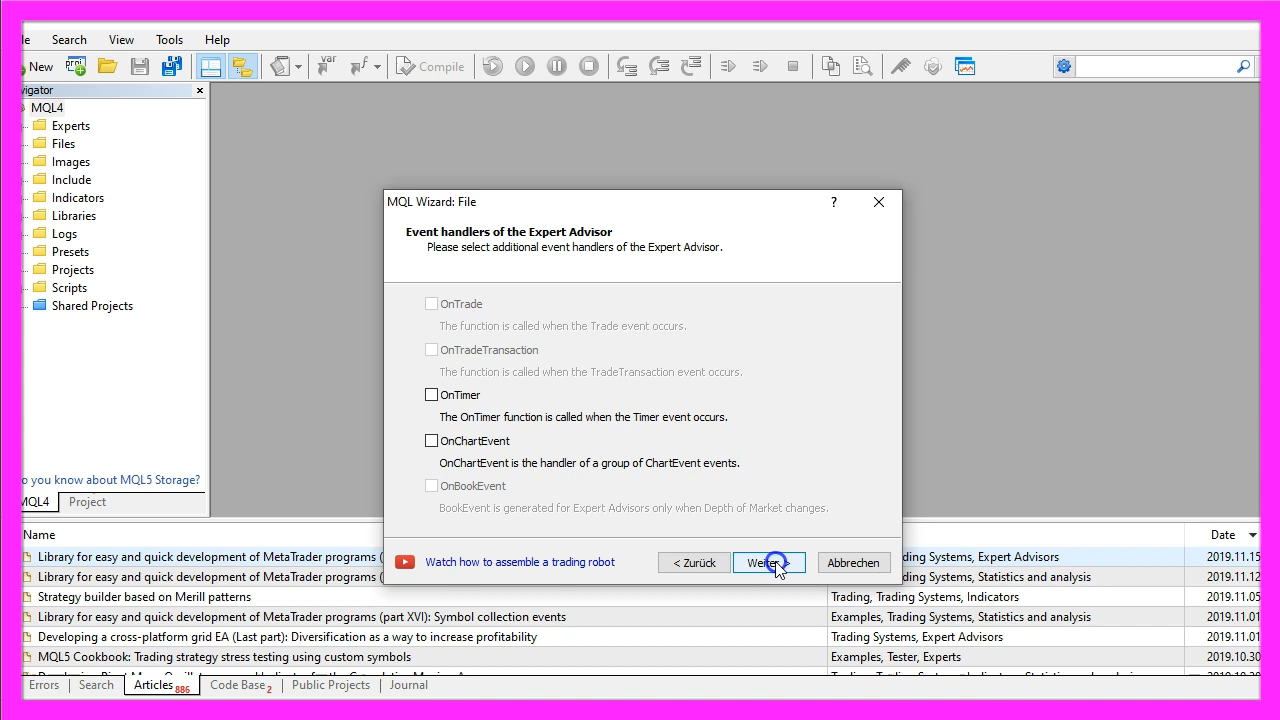 le Search View Tools Help
New var f Compile
vigator
MQL4
Experts
Files
Images
Include
Indicators
Libraries
Logs
Presets
Projects
Scripts
Shared Projects
o you know about MQL5 Storage?
MQL4 Project
MQL Wizard: File ?
Event handlers of the Expert Advisor
Please select additional event handlers of the Expert Advisor.
OnTrade
The function is called when the Trade event occurs.
OnTradeTransaction
The function is called when the TradeTransaction event occurs.
OnTimer
The OnTimer function is called when the Timer event occurs.
OnChartEvent
OnChartEvent is the handler of a group of ChartEvent events.
OnBookEvent
BookEvent is generated for Expert Advisors only when Depth of Market changes.
Watch how to assemble a trading robot < Zurück Weiter > Abbrechen
Name Date
Library for easy and quick development of MetaTrader programs ( ding Systems, Expert Advisors 2019.11.15
Library for easy and quick development of MetaTrader programs ( ding Systems, Statistics and analysis 2019.11.12
Strategy builder based on Merill patterns Trading, Trading Systems, Indicators 2019.11.05
Library for easy and quick development of MetaTrader programs (part XVI): Symbol collection events Examples, Trading Systems, Statistics and analysis 2019.11.01
Developing a cross-platform grid EA (Last part): Diversification as a way to increase profitability Trading Systems, Expert Advisors 2019.11.01
MQL5 Cookbook: Trading strategy stress testing using custom symbols Examples, Tester, Experts 2019.10.30
Errors Search Articles 886 Code Base 2 Public Projects Journal